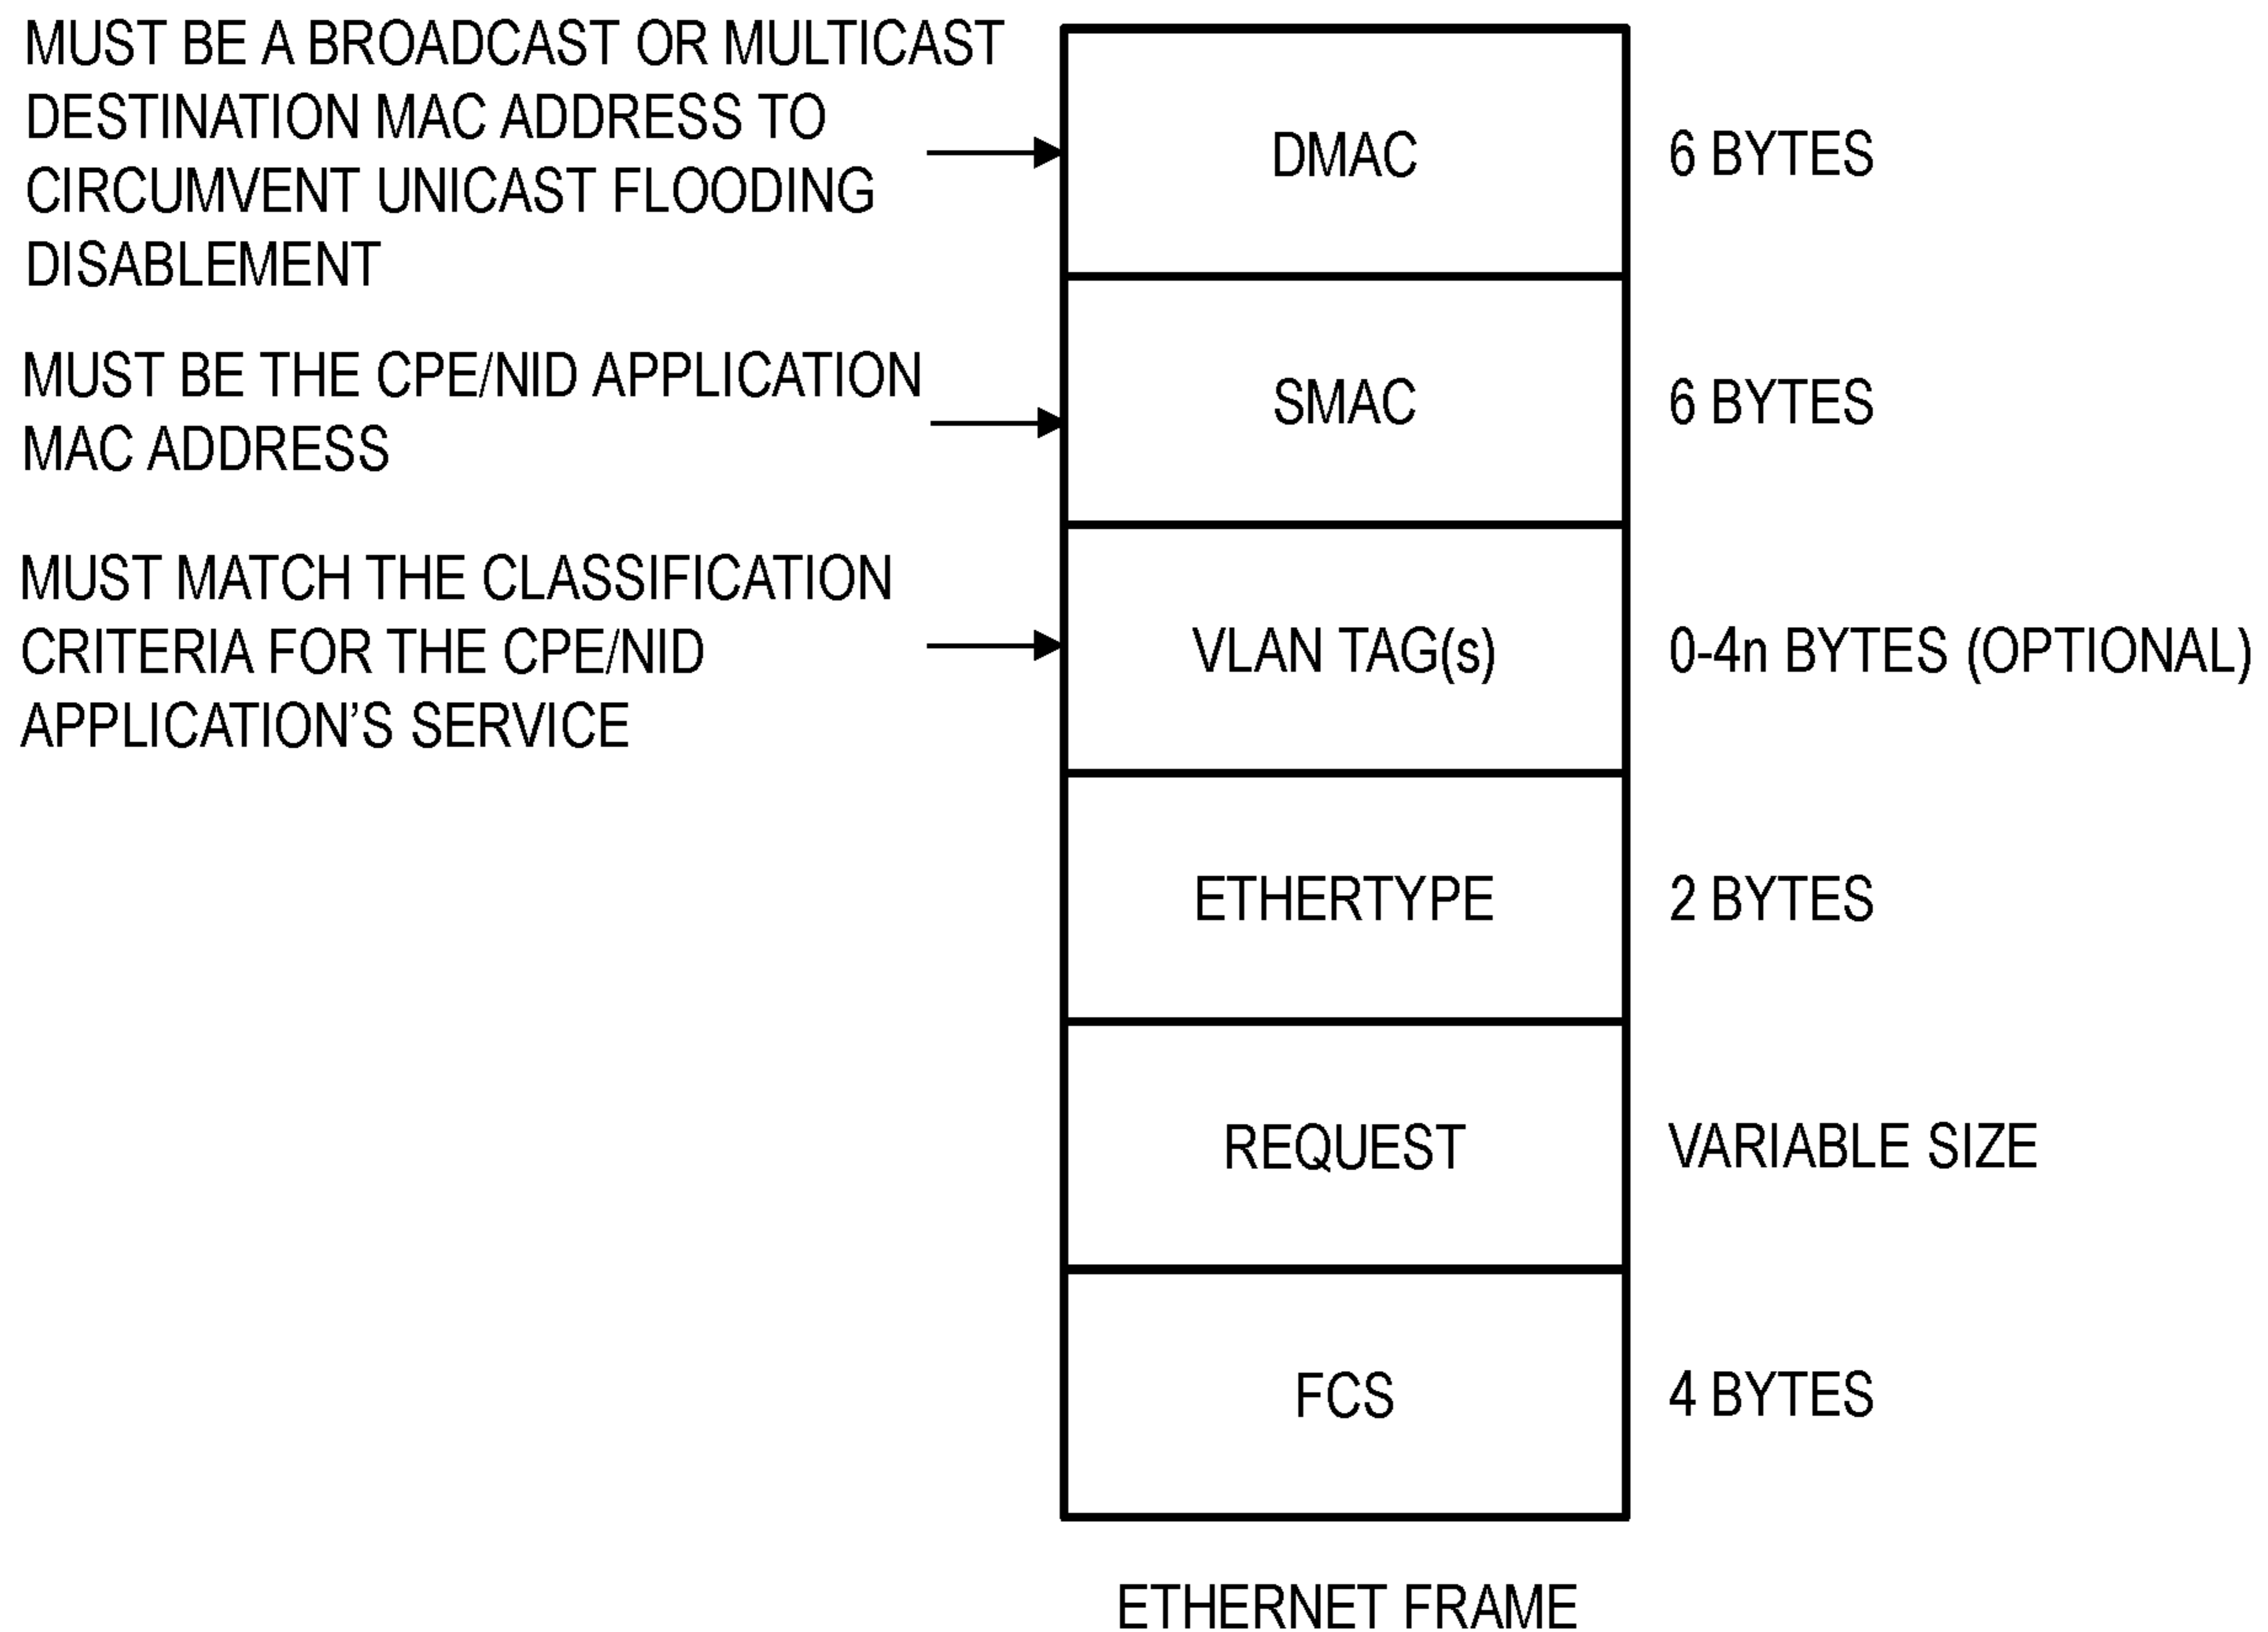 MUST BE A BROADCAST OR MULTICAST
DESTINATION MAC ADDRESS TO
CIRCUMVENT UNICAST FLOODING
DISABLEMENT
DMAC
6 BYTES
MUST BE THE CPE/NID APPLICATION
MAC ADDRESS
SMAC
6 BYTES
MUST MATCH THE CLASSIFICATION
CRITERIA FOR THE CPE/NID
APPLICATION’S SERVICE
VLAN TAG(s)
0-4n BYTES (OPTIONAL)
ETHERTYPE
2 BYTES
REQUEST
VARIABLE SIZE
FCS
4 BYTES
ETHERNET FRAME